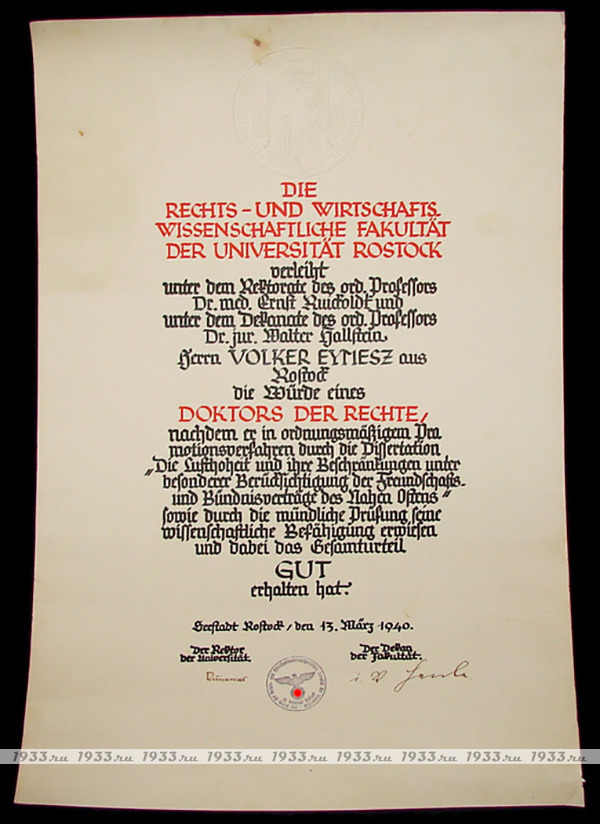 DIE
RECHTS - UND WIRTSCHAFTS
WISSENSCHAFTLICHE FAKULTÄT
DER UNIVERSITÄT ROSTOCK
verleiht
unter dem Rektorate des ord. Professors
Dr. med. Ernst Ruickoldt und
unter dem Dekanate des ord. Professors
Dr. jur. Walter Hallstein
Herrn VOLKER EYMESZ aus
Rostock
die Würde eines
DOKTORS DER RECHTE,
nachdem er in ordnungsmäßigem Pro
motionsverfahren durch die Dissertation
„Die Lufthoheit und ihre Beschränkungen unter
besonderer Berücksichtigung der Freundschafts-
und Bündnisverträge des Nahen Ostens"
sowie durch die mündliche Prüfung seine
wissenschaftliche Befähigung erwiesen
und dabei das Gesamturteil
GUT
erhalten hat.
Seestadt Rostock, den 13. März 1940.
Der Rektor
der Universität.
Der Dekan
der Fakultät.
i. V.
1933.ru 1933.ru 1933.ru 1933.ru 1933.ru 1933.ru 1933.ru 1933.ru 1933.ru